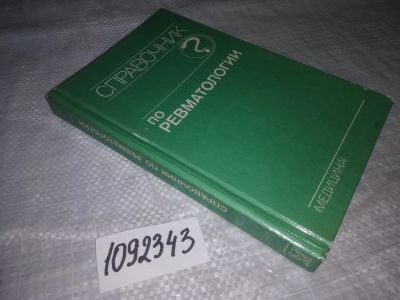 СПРАВОЧНИК
?
ПО
РЕВМАТОЛОГИИ
«МЕДИЦИНА»
СПРАВОЧНИК ПО РЕВМАТОЛОГИИ
1092343